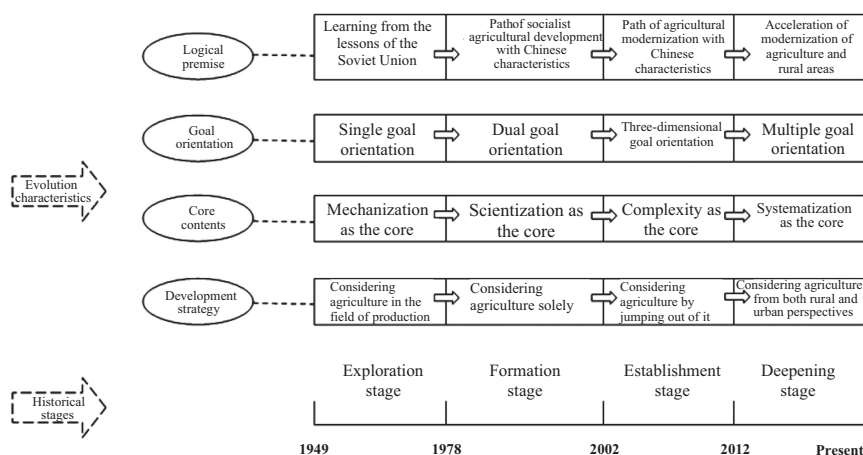 Logical
premise
Learning from the
lessons of the
Soviet Union
Pathof socialist
agricultural development
with Chinese
characteristics
Path of agricultural
modernization with
Chinese
characteristics
Acceleration of
modernization of
agriculture and
rural areas
Goal
orientation
Single goal
orientation
Dual goal
orientation
Three-dimensional
goal orientation
Multiple goal
orientation
Evolution
characteristics
Core
contents
Mechanization
as the core
Scientization as
the core
Complexity as
the core
Systematization
as the core
Development
strategy
Considering
agriculture in the
field of production
Considering
agriculture solely
Considering
agriculture by
jumping out of it
Considering agriculture
from both rural and
urban perspectives
Historical
stages
Exploration
stage
Formation
stage
Establishment
stage
Deepening
stage
1949
1978
2002
2012
Present